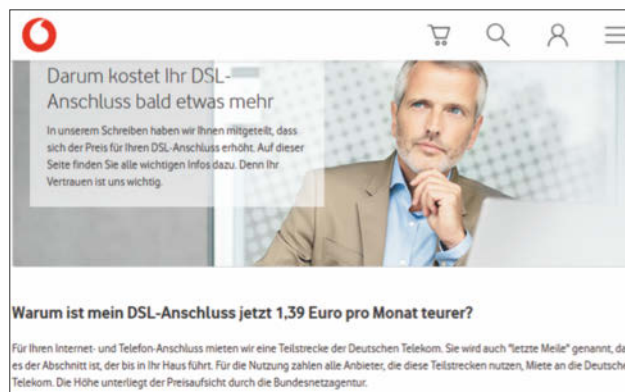 Darum kostet Ihr DSL-
Anschluss bald etwas mehr
In unserem Schreiben haben wir Ihnen mitgeteilt, dass
sich der Preis für Ihren DSL-Anschluss erhöht. Auf dieser
Seite finden Sie alle wichtigen Infos dazu. Denn Ihr
Vertrauen ist uns wichtig.
Warum ist mein DSL-Anschluss jetzt 1,39 Euro pro Monat teurer?
Für Ihren Internet- und Telefon-Anschluss mieten wir eine Teilstrecke der Deutschen Telekom. Sie wird auch "letzte Meile" genannt, da
es der Abschnitt ist, der bis in Ihr Haus führt. Für die Nutzung zahlen alle Anbieter, die diese Teilstrecken nutzen, Miete an die Deutsche
Telekom. Die Höhe unterliegt der Preisaufsicht durch die Bundesnetzagentur.